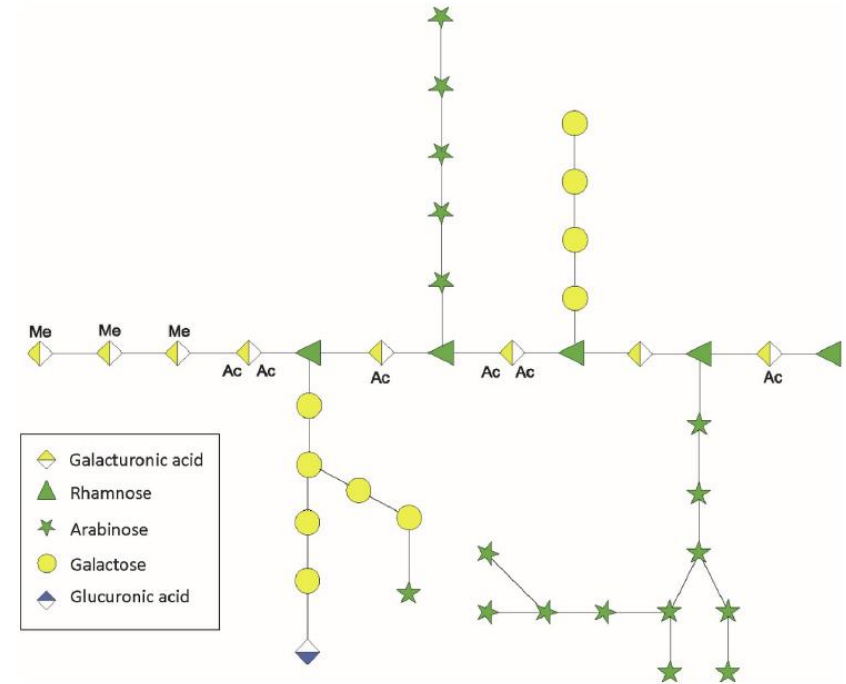 Me Me Me
Ac Ac Ac Ac Ac Ac
Galacturonic acid
Rhamnose
Arabinose
Galactose
Glucuronic acid